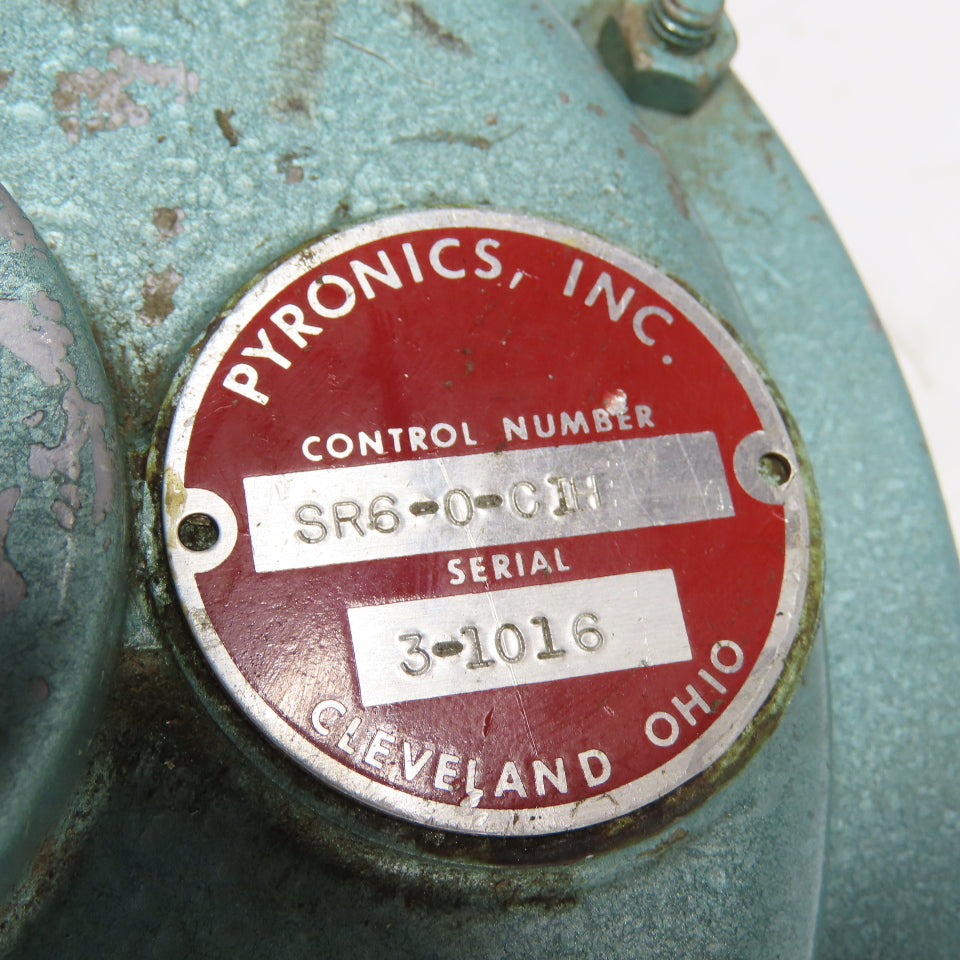 PYRONICS, INC.
CONTROL NUMBER
SR6-0-CIH
SERIAL
3-1016
CLEVELAND OHIO